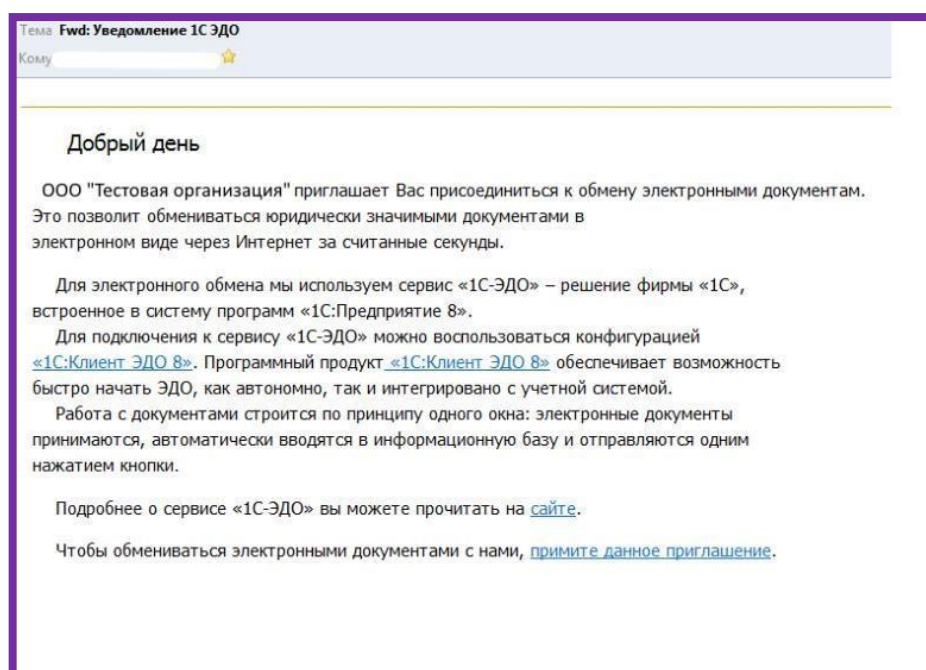 Тема Fwd: Уведомление 1С ЭДО
Кому
Добрый день
ООО "Тестовая организация" приглашает Вас присоединиться к обмену электронными документам.
Это позволит обмениваться юридически значимыми документами в
электронном виде через Интернет за считанные секунды.
Для электронного обмена мы используем сервис «1С-ЭДО» – решение фирмы «1С»,
встроенное в систему программ «1С:Предприятие 8».
Для подключения к сервису «1С-ЭДО» можно воспользоваться конфигурацией
«1С:Клиент ЭДО 8». Программный продукт «1С:Клиент ЭДО 8» обеспечивает возможность
быстро начать ЭДО, как автономно, так и интегрировано с учетной системой.
Работа с документами строится по принципу одного окна: электронные документы
принимаются, автоматически вводятся в информационную базу и отправляются одним
нажатием кнопки.
Подробнее о сервисе «1С-ЭДО» вы можете прочитать на сайте.
Чтобы обмениваться электронными документами с нами, примите данное приглашение.